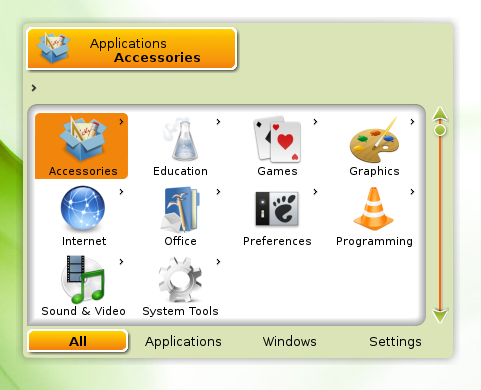 Applications
Accessories
›
Accessories Education Games Graphics
Internet Office Preferences Programming
Sound & Video System Tools
All Applications Windows Settings